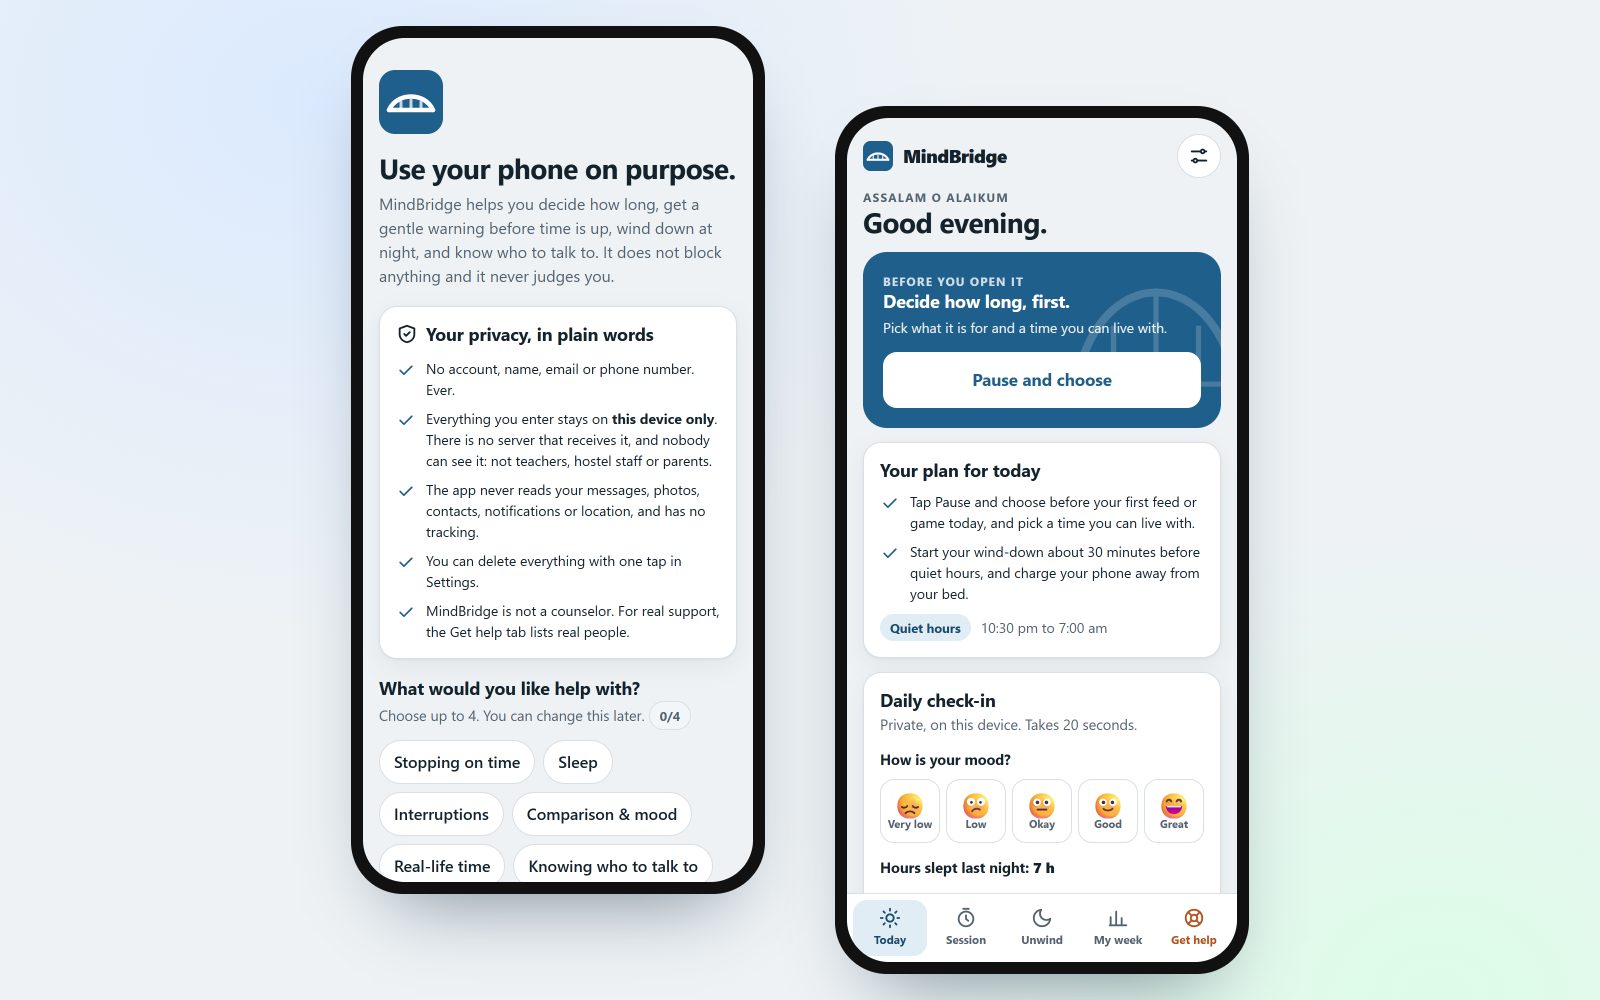 Use your phone on purpose.
MindBridge helps you decide how long, get a
gentle warning before time is up, wind down at
night, and know who to talk to. It does not block
anything and it never judges you.
Your privacy, in plain words
No account, name, email or phone number.
Ever.
Everything you enter stays on this device only.
There is no server that receives it, and nobody
can see it: not teachers, hostel staff or parents.
The app never reads your messages, photos,
contacts, notifications or location, and has no
tracking.
You can delete everything with one tap in
Settings.
MindBridge is not a counselor. For real support,
the Get help tab lists real people.
What would you like help with?
Choose up to 4. You can change this later. 0/4
Stopping on time
Sleep
Interruptions
Comparison & mood
Real-life time
Knowing who to talk to
MindBridge
ASSALAM O ALAIKUM
Good evening.
BEFORE YOU OPEN IT
Decide how long, first.
Pick what it is for and a time you can live with.
Pause and choose
Your plan for today
Tap Pause and choose before your first feed or
game today, and pick a time you can live with.
Start your wind-down about 30 minutes before
quiet hours, and charge your phone away from
your bed.
Quiet hours 10:30 pm to 7:00 am
Daily check-in
Private, on this device. Takes 20 seconds.
How is your mood?
Very low
Low
Okay
Good
Great
Hours slept last night: 7 h
Today
Session
Unwind
My week
Get help